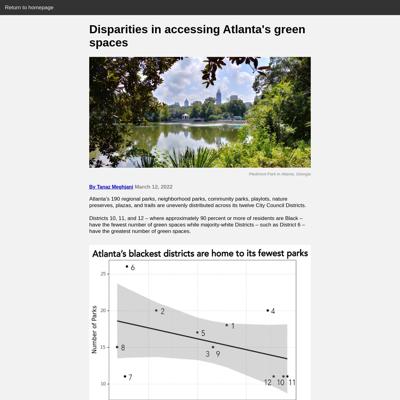 Return to homepage
Disparities in accessing Atlanta's green
spaces
Piedmont Park in Atlanta, Georgia
By Tanaz Meghjani March 12, 2022
Atlanta's 190 regional parks, neighborhood parks, community parks, playlots, nature
preserves, plazas, and trails are unevenly distributed across its twelve City Council Districts.
Districts 10, 11, and 12 – where approximately 90 percent or more of residents are Black –
have the fewest number of green spaces while majority-white Districts – such as District 6 –
have the greatest number of green spaces.
Atlanta's blackest districts are home to its fewest parks
Number of Parks
25
20
15
10
6
2
4
1
5
8
3
9
7
12
10
11